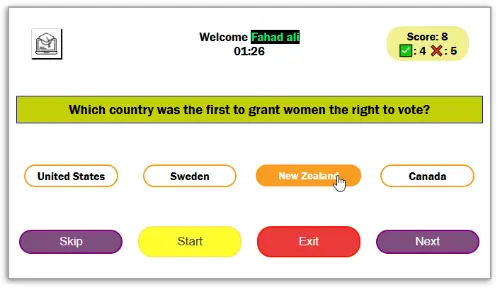 Welcome Fahad ali
01:26
Score: 8
: 4 : 5
Which country was the first to grant women the right to vote?
United States
Sweden
New Zealand
Canada
Skip
Start
Exit
Next